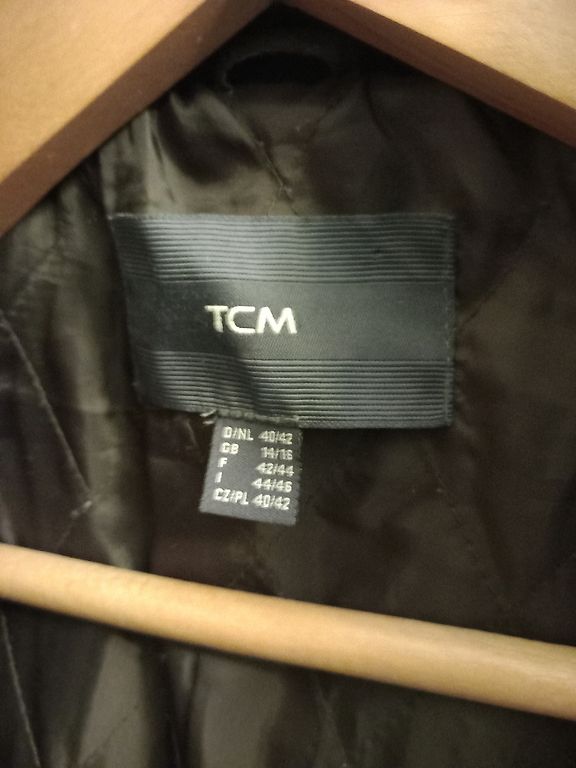 TCM
D/NL 40/42
GB 14/16
F 42/44
I 44/46
CZ/PL 40/42